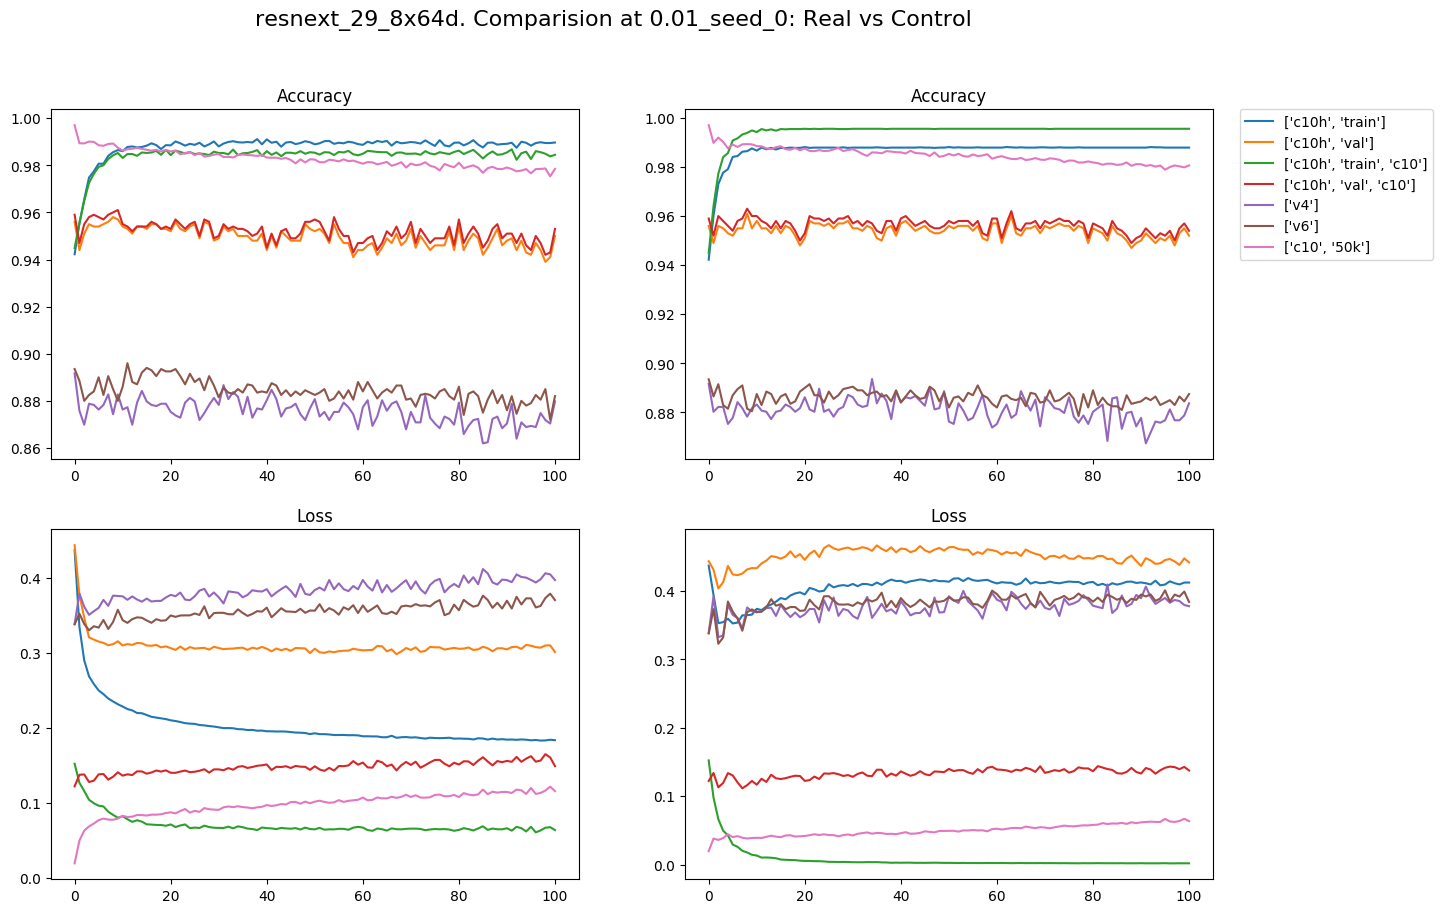 resnext_29_8x64d. Comparision at 0.01_seed_0: Real vs Control
Accuracy
1.00
0.98
0.96
0.94
0.92
0.90
0.88
0.86
0 20 40 60 80 100
Accuracy
1.00
0.98
0.96
0.94
0.92
0.90
0.88
0 20 40 60 80 100
['c10h', 'train']
['c10h', 'val']
['c10h', 'train', 'c10']
['c10h', 'val', 'c10']
['v4']
['v6']
['c10', '50k']
Loss
0.4
0.3
0.2
0.1
0.0
0 20 40 60 80 100
Loss
0.4
0.3
0.2
0.1
0.0
0 20 40 60 80 100